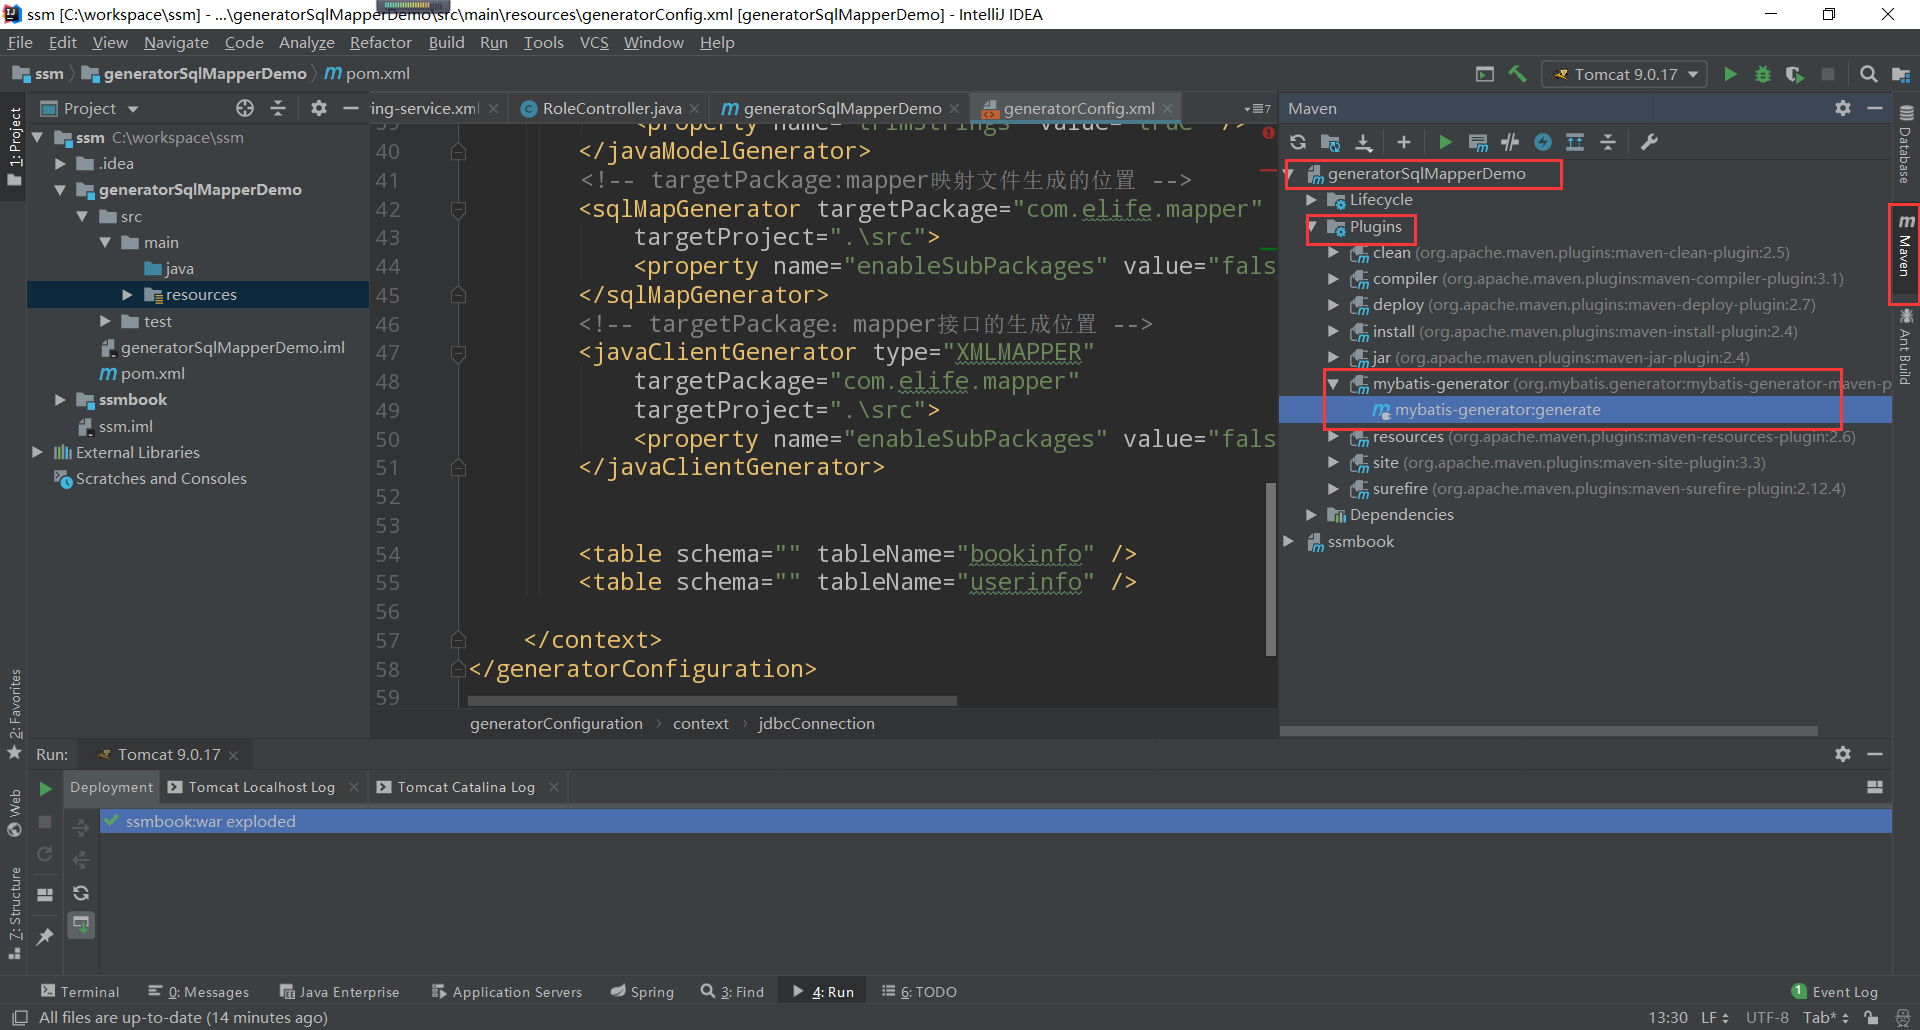 ssm [C:\workspace\ssm] - ...\generatorSqlMapperDemo\src\main\resources\generatorConfig.xml [generatorSqlMapperDemo] - IntelliJ IDEA
File Edit View Navigate Code Analyze Refactor Build Run Tools VCS Window Help
ssm generatorSqlMapperDemo pom.xml
Tomcat 9.0.17
1: Project
Project
ssm C:\workspace\ssm
.idea
generatorSqlMapperDemo
src
main
java
resources
test
generatorSqlMapperDemo.iml
pom.xml
ssmbook
ssm.iml
External Libraries
Scratches and Consoles
ring-service.xml RoleController.java generatorSqlMapperDemo generatorConfig.xml 7
39 <property name="trimStrings" value="true" />
40 </javaModelGenerator>
41 <!-- targetPackage:mapper映射文件生成的位置 -->
42 <sqlMapGenerator targetPackage="com.elife.mapper"
43 targetProject=".\src">
44 <property name="enableSubPackages" value="fals
45 </sqlMapGenerator>
46 <!-- targetPackage：mapper接口的生成位置 -->
47 <javaClientGenerator type="XMLMAPPER"
48 targetPackage="com.elife.mapper"
49 targetProject=".\src">
50 <property name="enableSubPackages" value="fals
51 </javaClientGenerator>
52
53
54 <table schema="" tableName="bookinfo" />
55 <table schema="" tableName="userinfo" />
56
57 </context>
58 </generatorConfiguration>
59
generatorConfiguration › context › jdbcConnection
Maven
generatorSqlMapperDemo
Lifecycle
Plugins
clean (org.apache.maven.plugins:maven-clean-plugin:2.5)
compiler (org.apache.maven.plugins:maven-compiler-plugin:3.1)
deploy (org.apache.maven.plugins:maven-deploy-plugin:2.7)
install (org.apache.maven.plugins:maven-install-plugin:2.4)
jar (org.apache.maven.plugins:maven-jar-plugin:2.4)
mybatis-generator (org.mybatis.generator:mybatis-generator-maven-p
mybatis-generator:generate
resources (org.apache.maven.plugins:maven-resources-plugin:2.6)
site (org.apache.maven.plugins:maven-site-plugin:3.3)
surefire (org.apache.maven.plugins:maven-surefire-plugin:2.12.4)
Dependencies
ssmbook
Database
Maven
Ant Build
2: Favorites
Web
7: Structure
Run: Tomcat 9.0.17
Deployment Tomcat Localhost Log Tomcat Catalina Log
ssmbook:war exploded
Terminal 0: Messages Java Enterprise Application Servers Spring 3: Find 4: Run 6: TODO 1 Event Log
All files are up-to-date (14 minutes ago) 13:30 LF UTF-8 Tab*